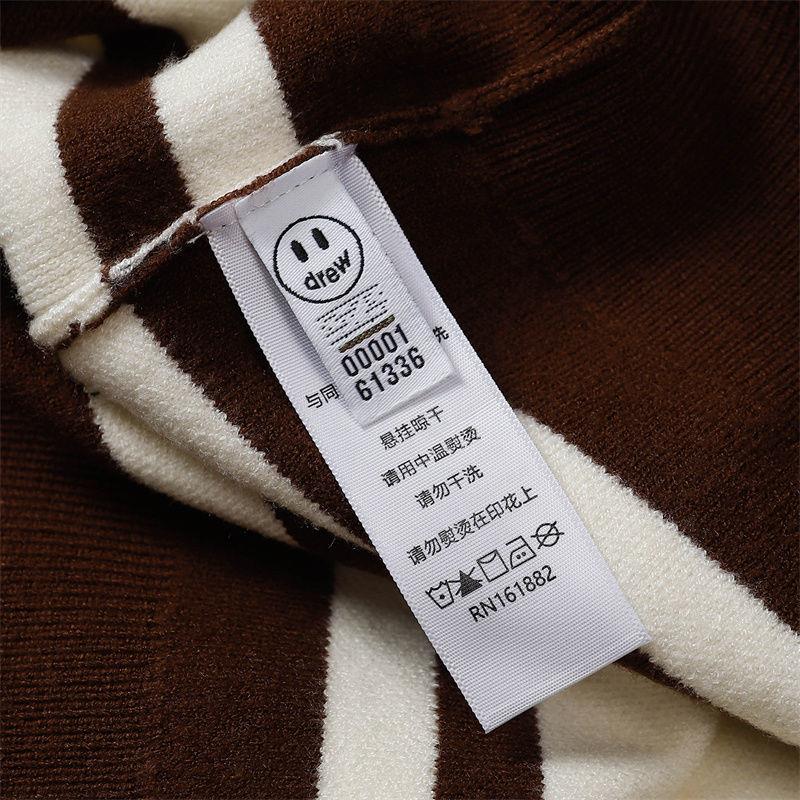 drew
00001
61336
与同
先
悬挂晾干
请用中温熨烫
请勿干洗
请勿熨烫在印花上
RN161882